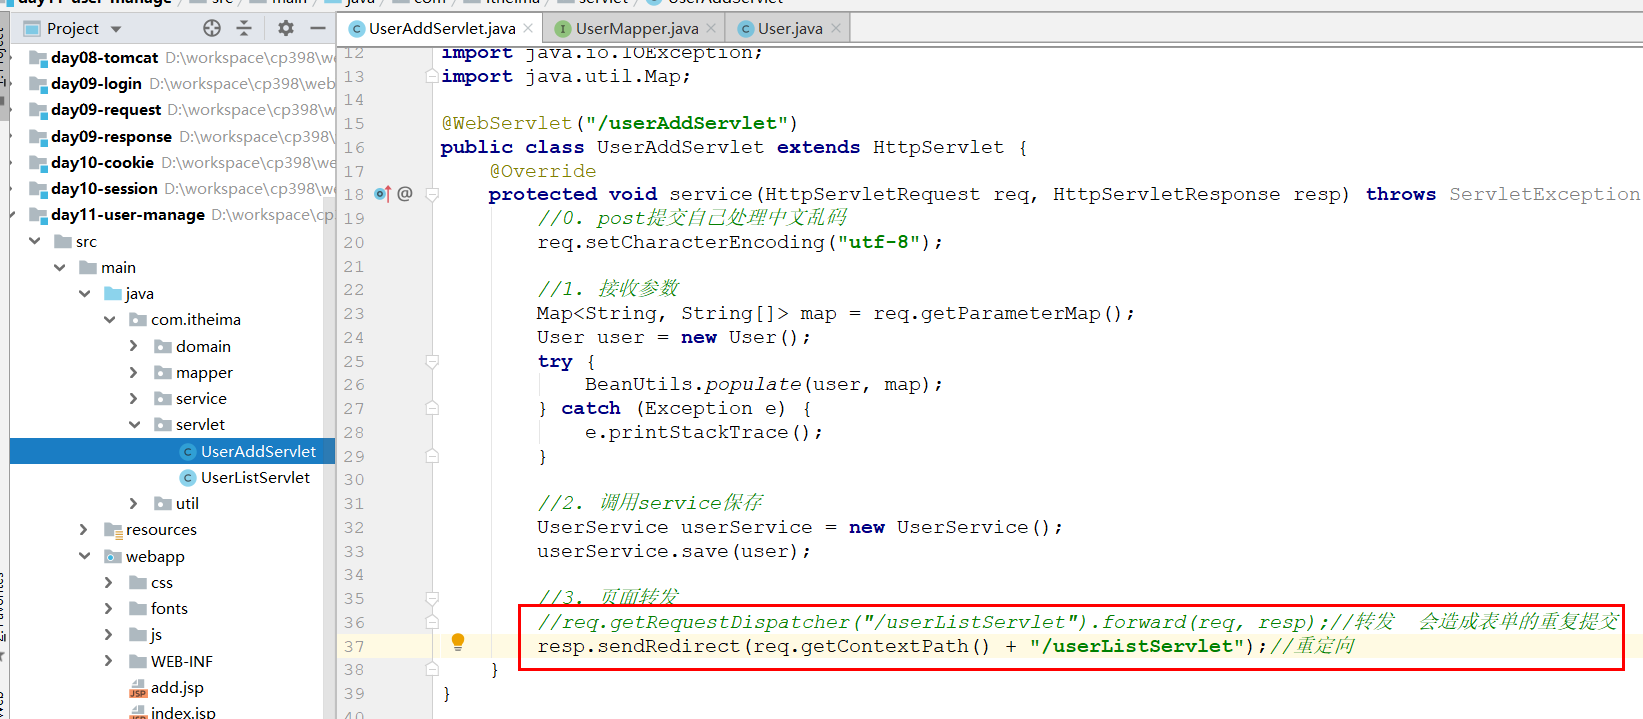 day11-user-manage src main java com itheima servlet UserAddServlet
Project
UserAddServlet.java
UserMapper.java
User.java
day08-tomcat D:\workspace\cp398\we
day09-login D:\workspace\cp398\web
day09-request D:\workspace\cp398\w
day09-response D:\workspace\cp398\
day10-cookie D:\workspace\cp398\we
day10-session D:\workspace\cp398\w
day11-user-manage D:\workspace\c
src
main
java
com.itheima
domain
mapper
service
servlet
UserAddServlet
UserListServlet
util
resources
webapp
css
fonts
js
WEB-INF
add.jsp
index.jsp
12 import java.io.IOException;
13 import java.util.Map;
14
15 @WebServlet("/userAddServlet")
16 public class UserAddServlet extends HttpServlet {
17 @Override
18 protected void service(HttpServletRequest req, HttpServletResponse resp) throws ServletException
19 //0. post提交自己处理中文乱码
20 req.setCharacterEncoding("utf-8");
21
22 //1. 接收参数
23 Map<String, String[]> map = req.getParameterMap();
24 User user = new User();
25 try {
26 BeanUtils.populate(user, map);
27 } catch (Exception e) {
28 e.printStackTrace();
29 }
30
31 //2. 调用service保存
32 UserService userService = new UserService();
33 userService.save(user);
34
35 //3. 页面转发
36 //req.getRequestDispatcher("/userListServlet").forward(req, resp);//转发 会造成表单的重复提交
37 resp.sendRedirect(req.getContextPath() + "/userListServlet");//重定向
38 }
39 }
40